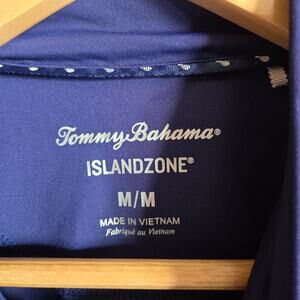 Tommy Bahama®
ISLANDZONE®
M/M
MADE IN VIETNAM
Fabriqué au Vietnam